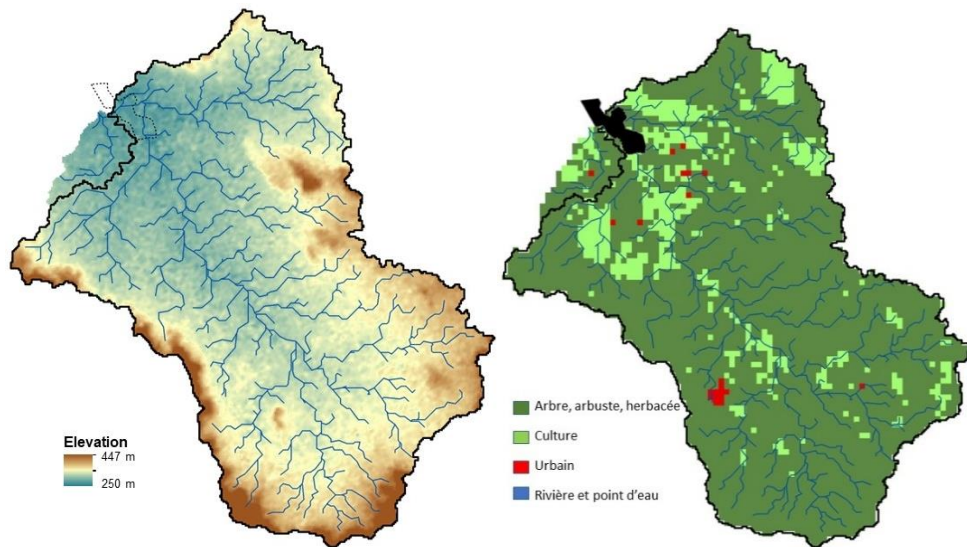 Elevation
447 m
250 m
Arbre, arbuste, herbacée
Culture
Urbain
Rivière et point d'eau